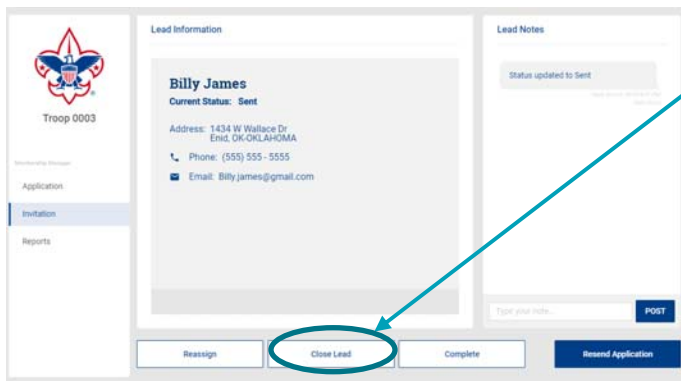 Troop 0003
Membership Manager
Application
Invitation
Reports
Lead Information
Billy James
Current Status: Sent
Address: 1434 W Wallace Dr
Enid, OK-OKLAHOMA
Phone: (555) 555 - 5555
Email: Billy.james@gmail.com
Lead Notes
Status updated to Sent
Type your note...
POST
Reassign
Close Lead
Complete
Resend Application